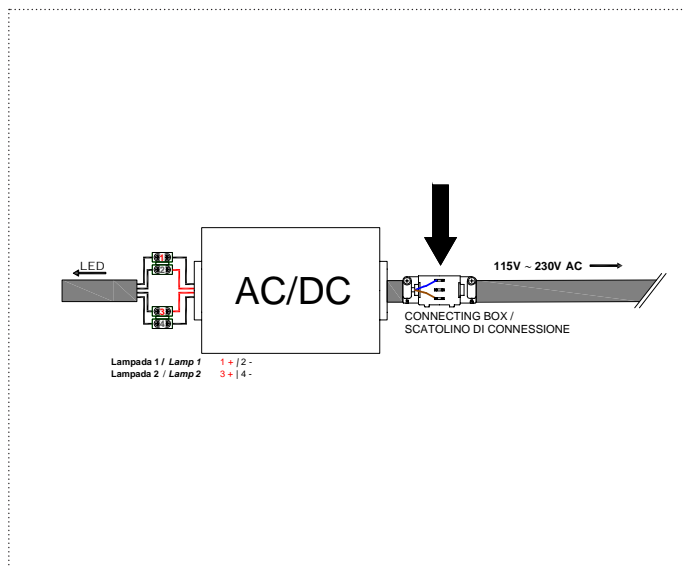 LED
1
2
3
4
AC/DC
115V ~ 230V AC
CONNECTING BOX /
SCATOLINO DI CONNESSIONE
Lampada 1 / Lamp 1 1 + / 2 -
Lampada 2 / Lamp 2 3 + | 4 -